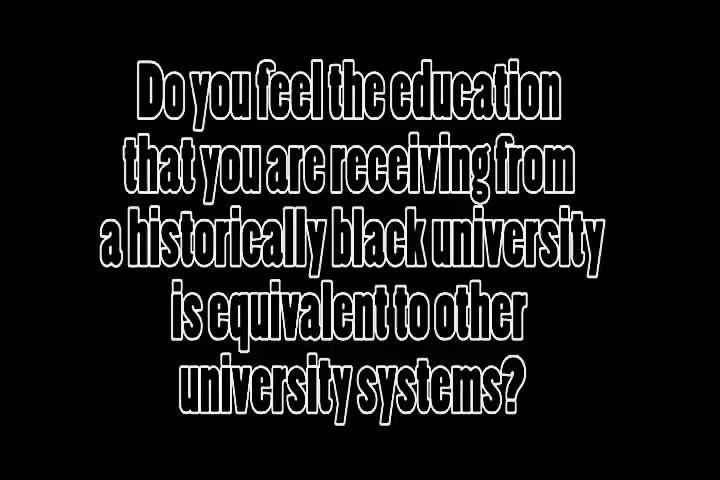 Do you feel the education
that you are receiving from
a historically black university
is equivalent to other
university systems?